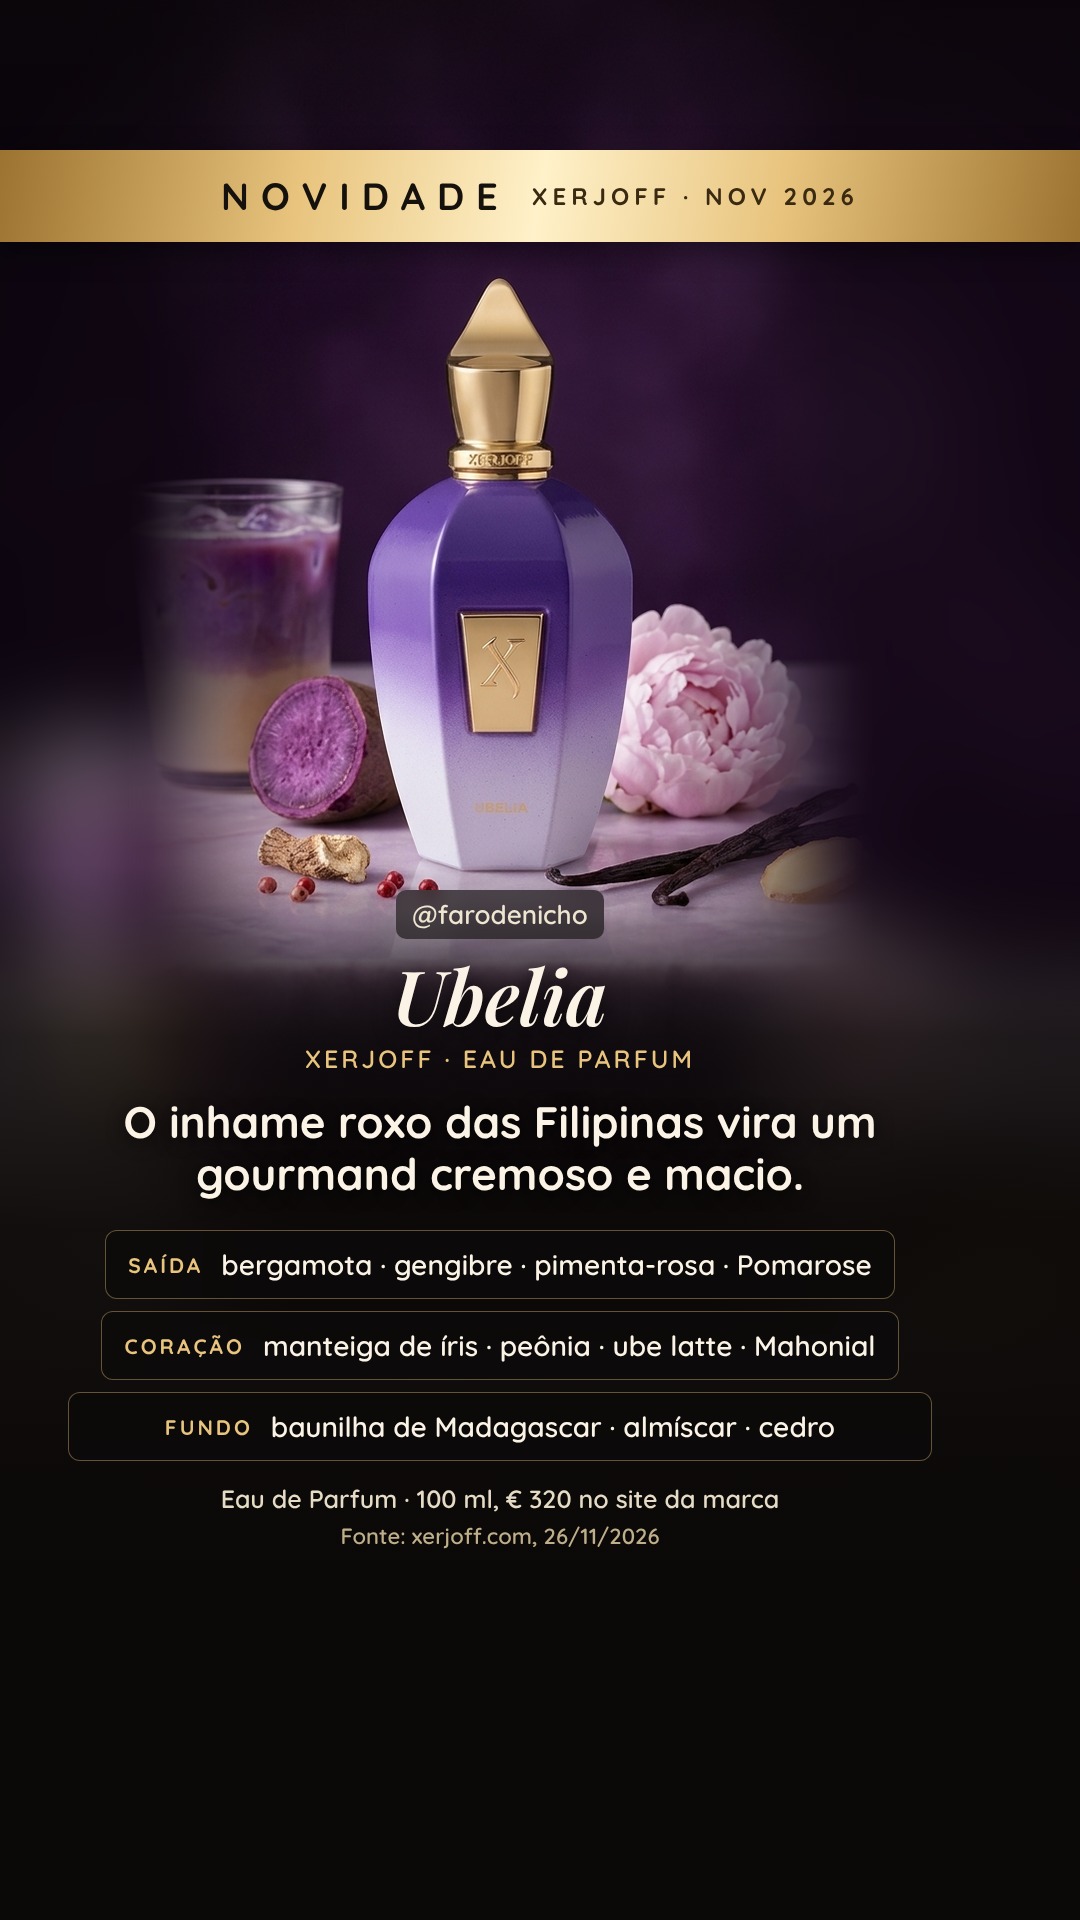 NOVIDADE XERJOFF · NOV 2026
XERJOFF
X
UBELIA
@farodenicho
Ubelia
XERJOFF · EAU DE PARFUM
O inhame roxo das Filipinas vira um
gourmand cremoso e macio.
SAÍDA bergamota · gengibre · pimenta-rosa · Pomarose
CORAÇÃO manteiga de íris · peônia · ube latte · Mahonial
FUNDO baunilha de Madagascar · almíscar · cedro
Eau de Parfum · 100 ml, € 320 no site da marca
Fonte: xerjoff.com, 26/11/2026